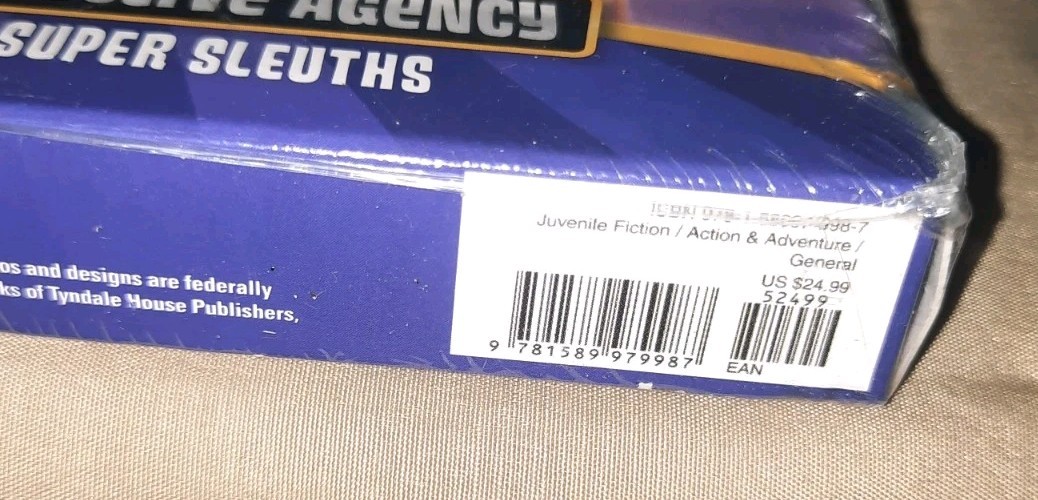 AGENCY
SUPER SLEUTHS
os and designs are federally
ks of Tyndale House Publishers,
Juvenile Fiction / Action & Adventure /
General
US $24.99
52499
9 781589 979987
EAN